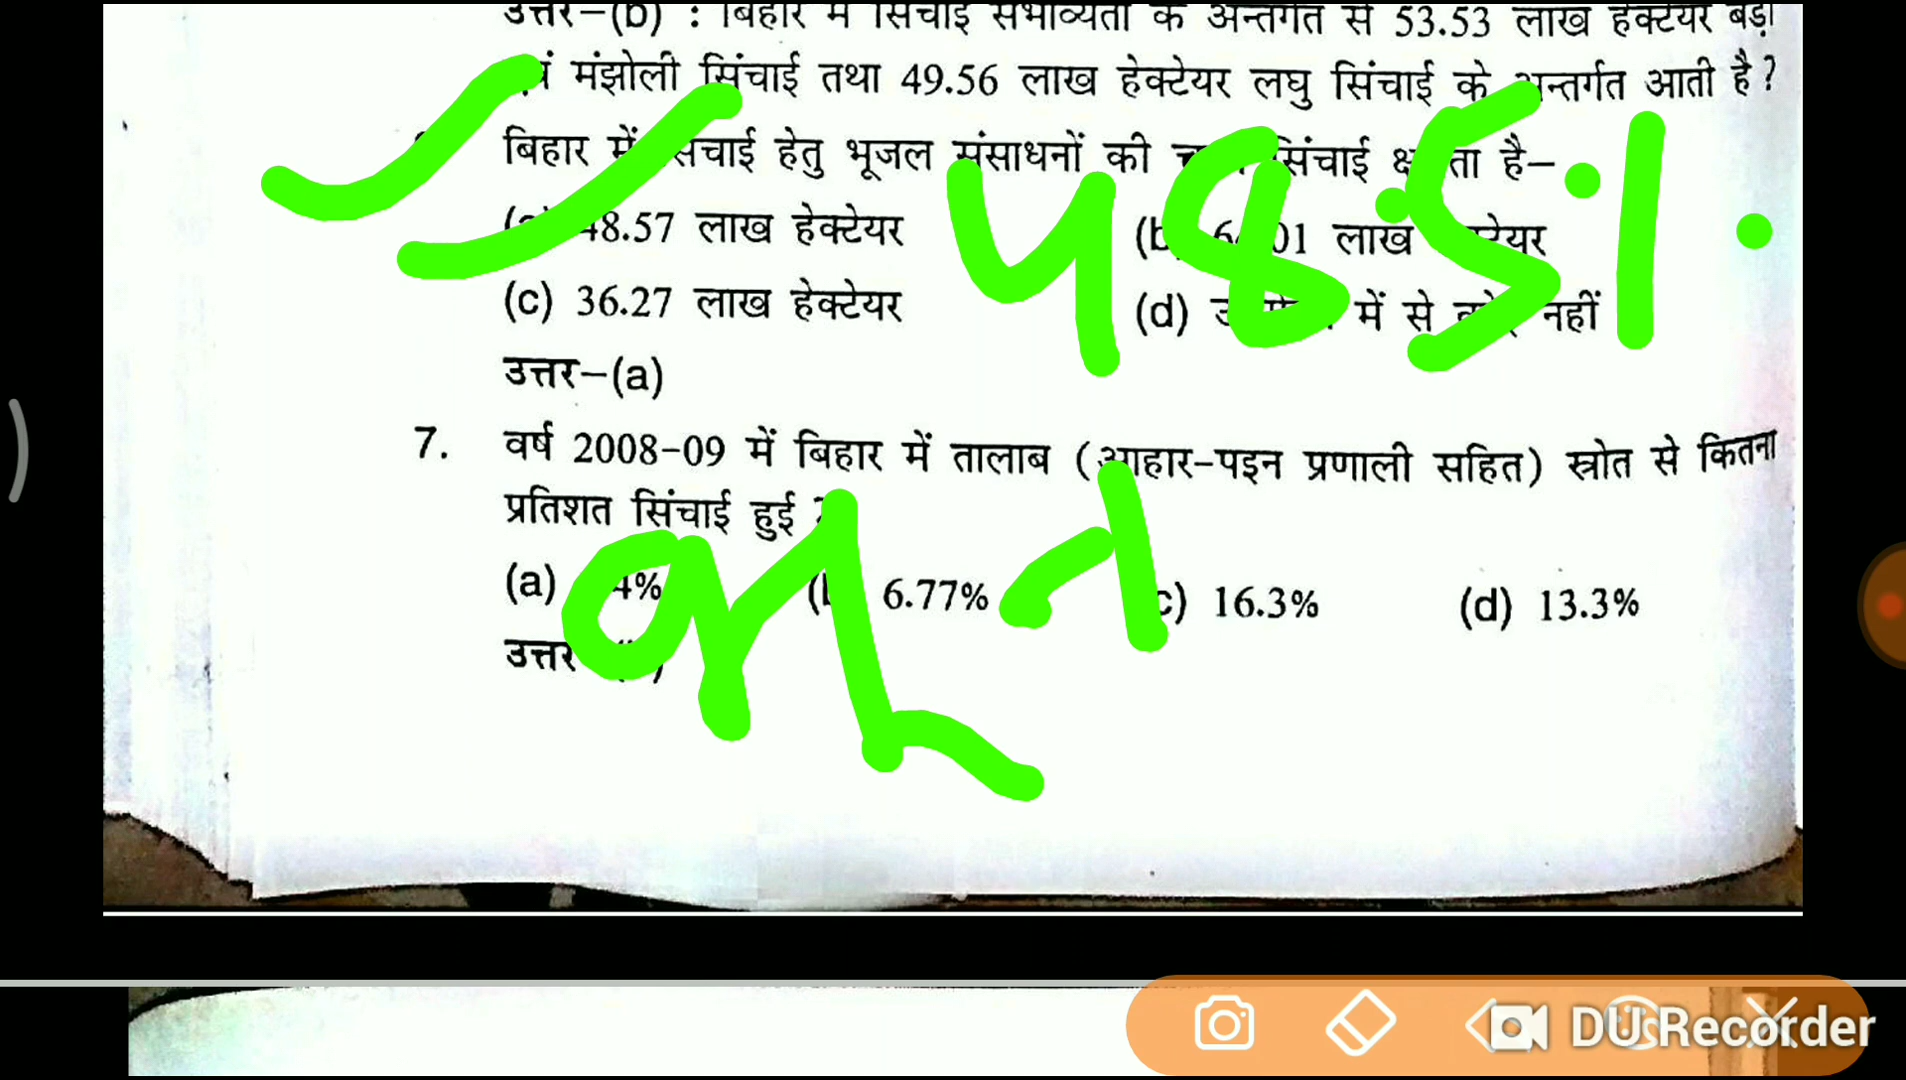 उत्तर–(b) : बिहार में सिंचाई संभाव्यता के अन्तर्गत से 53.53 लाख हेक्टेयर बड़ी
मंझोली सिंचाई तथा 49.56 लाख हेक्टेयर लघु सिंचाई के अन्तर्गत आती है?
बिहार में सिंचाई हेतु भूजल संसाधनों की सिंचाई क्षमता है–
48.57 लाख हेक्टेयर (b) लाख
(c) 36.27 लाख हेक्टेयर (d) में से नहीं
उत्तर–(a)
48.51
7. वर्ष 2008-09 में बिहार में तालाब (आहार-पइन प्रणाली सहित) स्रोत से कितना
प्रतिशत सिंचाई हुई
(a) 6.77% (c) 16.3% (d) 13.3%
उत्तर
DU Recorder